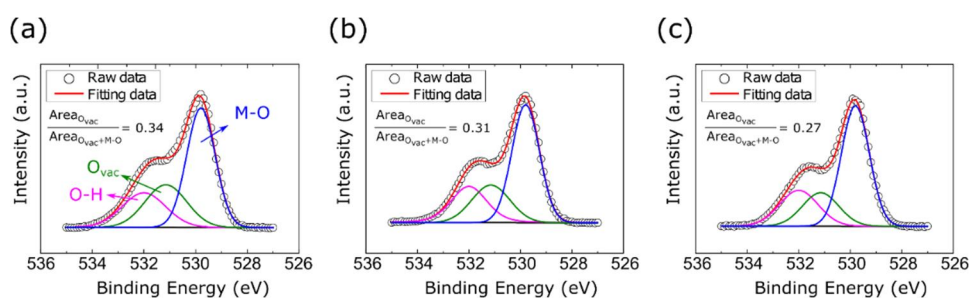 (a)
Raw data
Fitting data
Area_Ovac / Area_Ovac+M-O = 0.34
M-O
O_vac
O-H
Intensity (a.u.)
536 534 532 530 528 526
Binding Energy (eV)
(b)
Raw data
Fitting data
Area_Ovac / Area_Ovac+M-O = 0.31
Intensity (a.u.)
536 534 532 530 528 526
Binding Energy (eV)
(c)
Raw data
Fitting data
Area_Ovac / Area_Ovac+M-O = 0.27
Intensity (a.u.)
536 534 532 530 528 526
Binding Energy (eV)